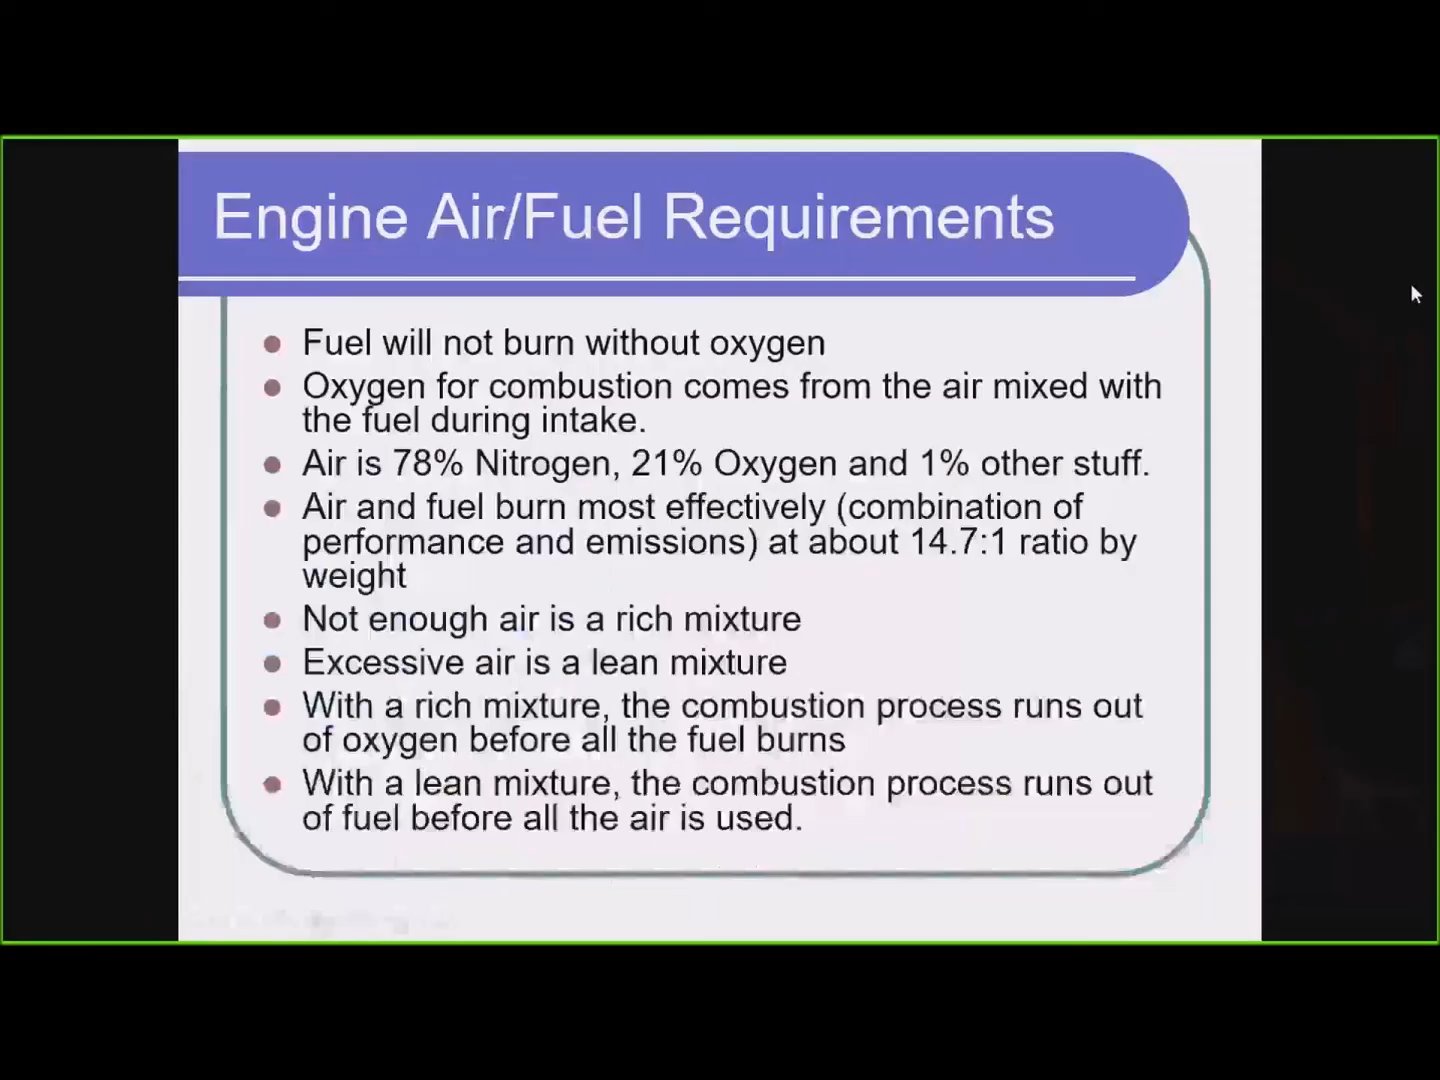 Engine Air/Fuel Requirements
Fuel will not burn without oxygen
Oxygen for combustion comes from the air mixed with
the fuel during intake.
Air is 78% Nitrogen, 21% Oxygen and 1% other stuff.
Air and fuel burn most effectively (combination of
performance and emissions) at about 14.7:1 ratio by
weight
Not enough air is a rich mixture
Excessive air is a lean mixture
With a rich mixture, the combustion process runs out
of oxygen before all the fuel burns
With a lean mixture, the combustion process runs out
of fuel before all the air is used.